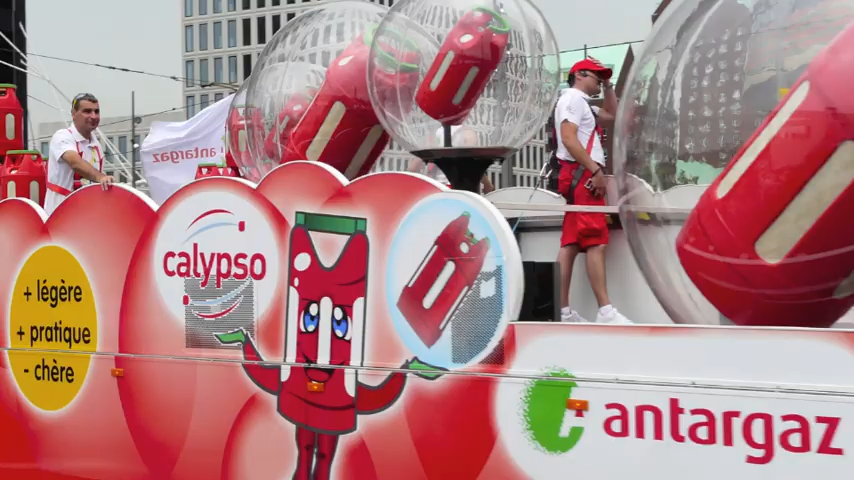 antargaz
calypso
+ légère
+ pratique
- chère
antargaz